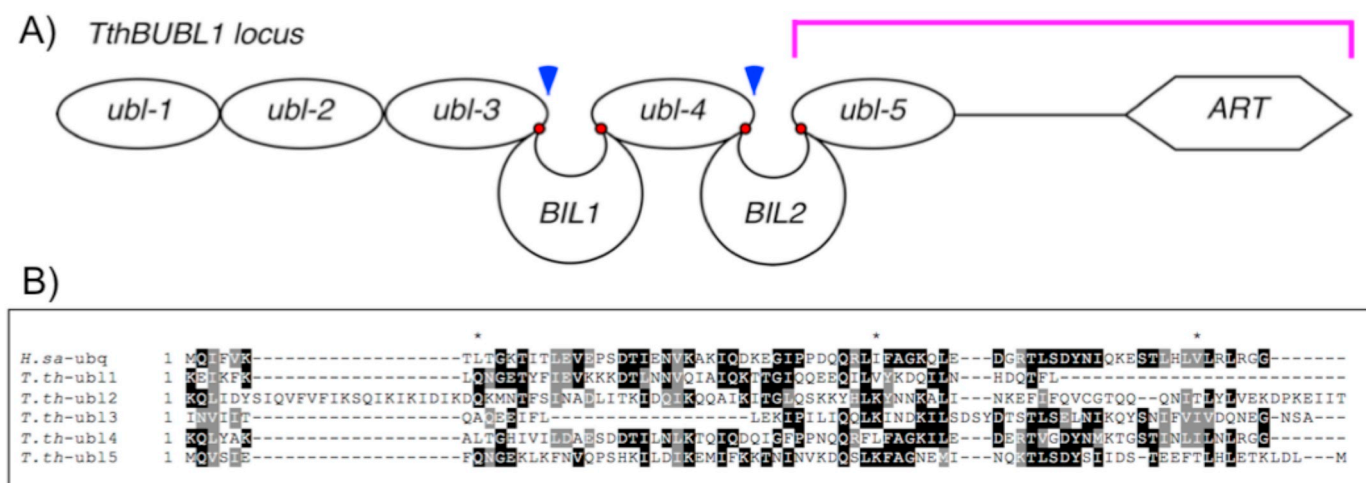 A) TthBUBL1 locus
ubl-1 ubl-2 ubl-3 ubl-4 ubl-5 ART
BIL1 BIL2
B)
* * *
H.sa-ubq 1 MQIFVK--------------------TLTGKTITLEVEPSDTIENVKAKIQDKEGIPPDQQRLIFAGKQLE---DGRTLSDYNIQKESTLHLVLRLRGG-------
T.th-ubl1 1 KEIKFK--------------------LQNGETYFIEVKKKDTLNNVQIAIQKTTGIQQEEQILVYKDQILN---HDQTFL--------------------------
T.th-ubl2 1 KQLIDYSIQVFVFIKSQIKIKIDIKDQKMNTFSINADLITKIDQIKQQAIKITGLQSKKYHLKYNNKALI----NKEFIFQVCGTQQ--QNITLYLVEKDPKEIIT
T.th-ubl3 1 INVIIT--------------------QAQEEIFL------------------LEKIPILIQQLKINDKILSDSYDTSTLSELNIKQYSNIFVIVDQNEG-NSA---
T.th-ubl4 1 KQLYAK--------------------ALTGHIVILDAESDDTILNLKTQIQDQIGFPPNQQRFLFAGKILE---DERTVGDYNMKTGSTINLILNLRGG-------
T.th-ubl5 1 MQVSIE--------------------FQNGEKLKFNVQPSHKILDIKEMIFKKTNINVKDQSLKFAGNEMI---NQKTLSDYSIIDS-TEEFTLHLETKLDL---M